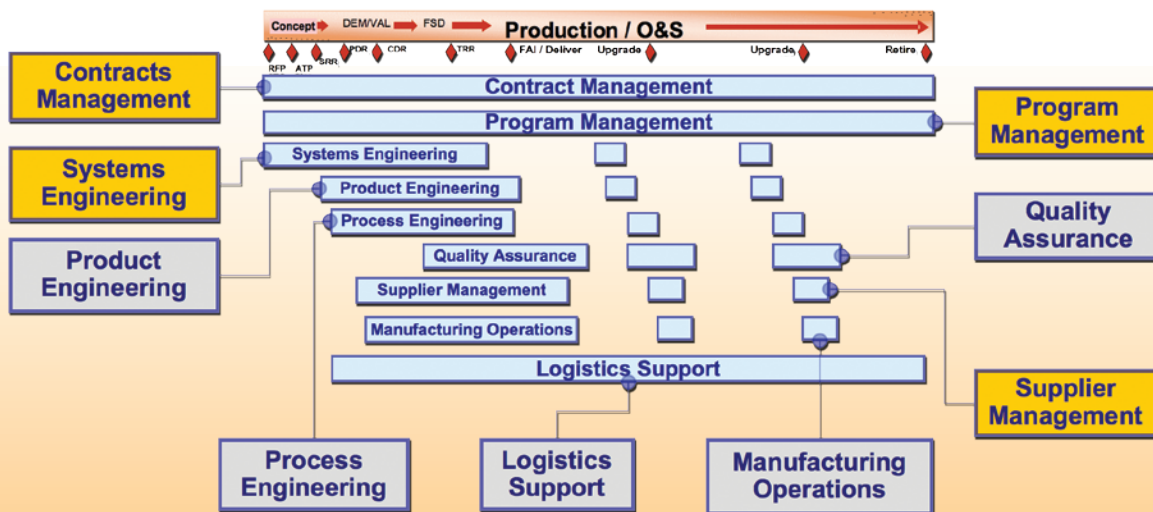 Concept
DEM/VAL
FSD
Production / O&S
RFP
ATP
SRR
PDR
CDR
TRR
FAI / Deliver
Upgrade
Upgrade
Retire
Contracts
Management
Contract Management
Program Management
Program
Management
Systems
Engineering
Systems Engineering
Product Engineering
Process Engineering
Quality Assurance
Quality
Assurance
Product
Engineering
Supplier Management
Manufacturing Operations
Logistics Support
Supplier
Management
Process
Engineering
Logistics
Support
Manufacturing
Operations